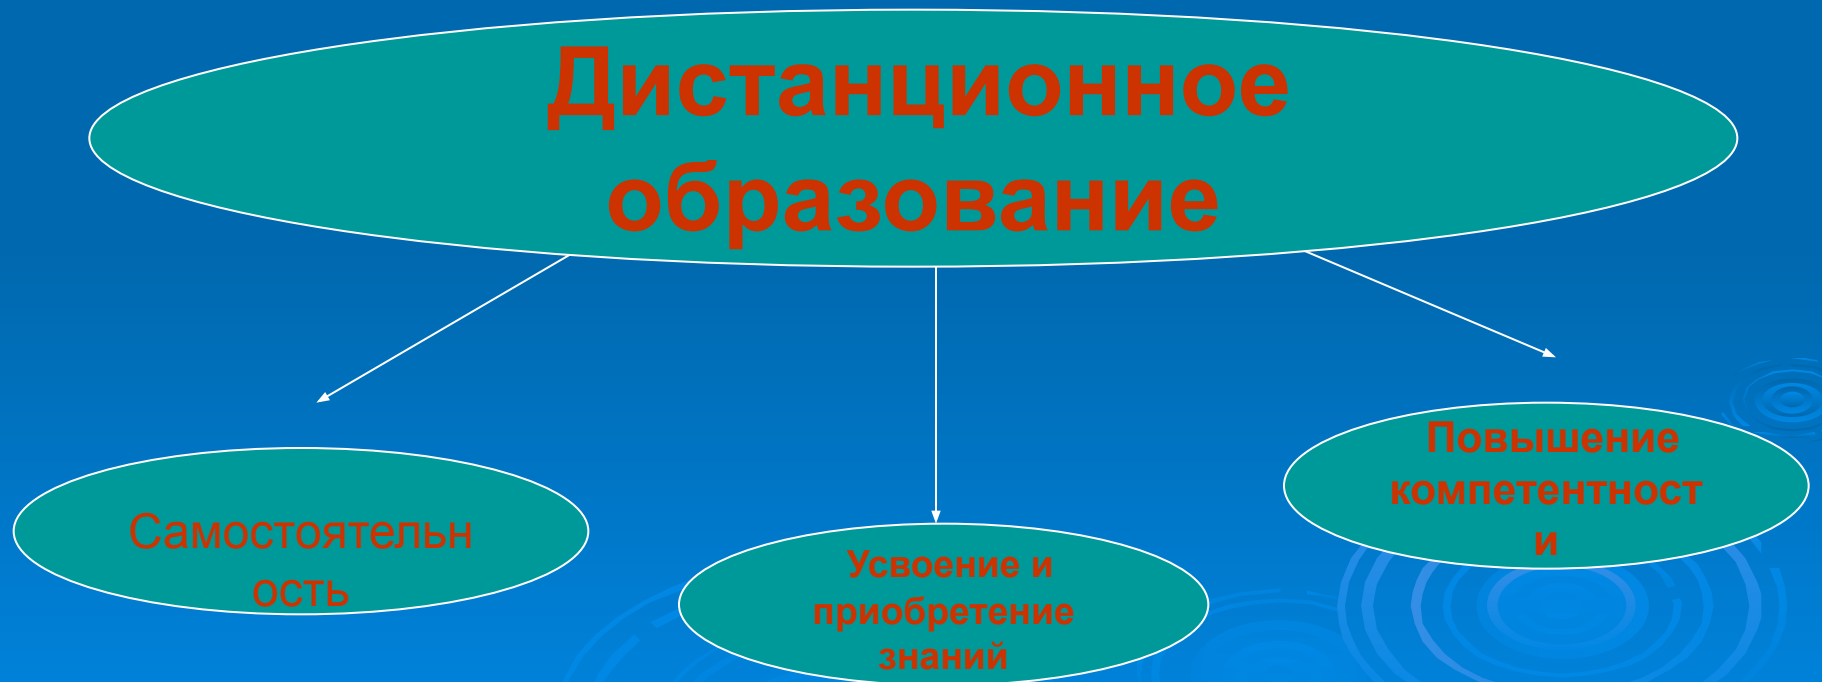 Дистанционное
образование
Самостоятельн
ость
Усвоение и
приобретение
знаний
Повышение
компетентност
и